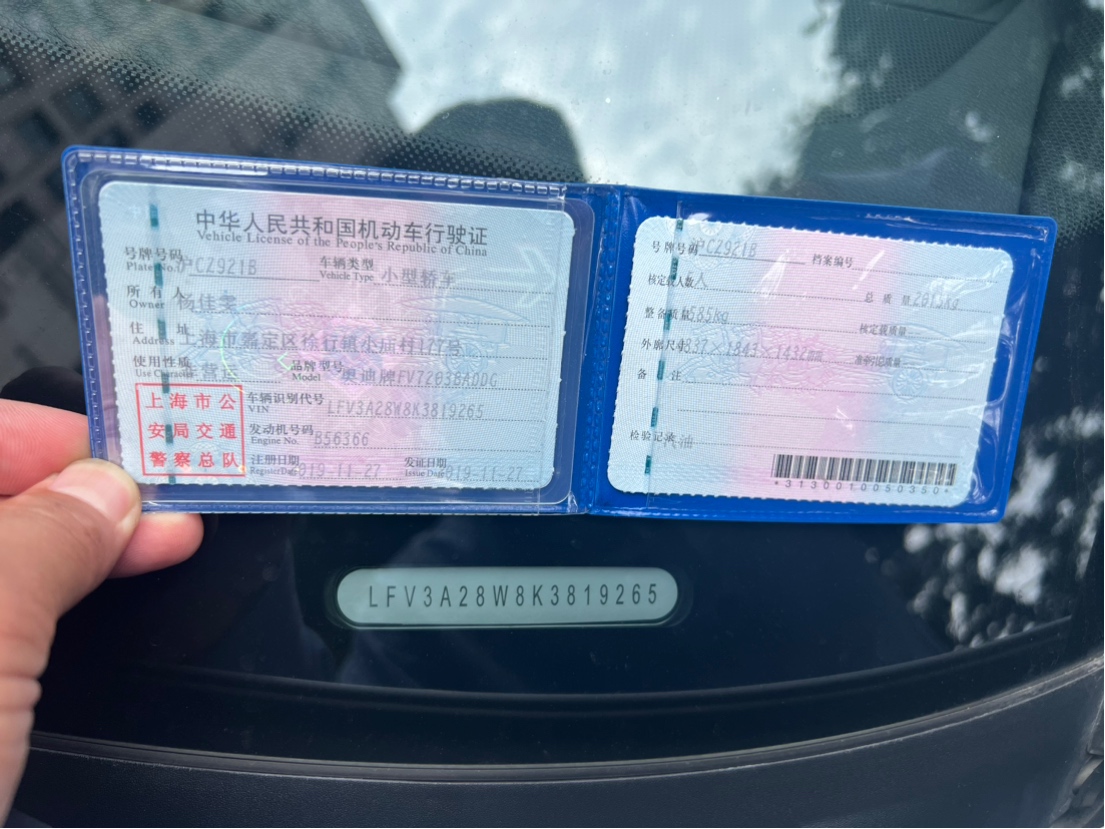 中华人民共和国机动车行驶证
Vehicle License of the People's Republic of China
号牌号码 沪CZ921B 车辆类型 小型轿车
Plate No. Vehicle Type
所有人
Owner
住址 上海市嘉定区徐行镇小庙村177号
Address
使用性质 品牌型号 奥迪牌FV7203BADDG
Use Character Model
车辆识别代号 LFV3A28W8K3819265
VIN
发动机号码 B56366
Engine No.
注册日期 019-11-27 发证日期 019-11-27
Register Date Issue Date
上海市公
安局交通
警察总队
号牌号码 沪CZ921B 档案编号
核定载人数 5人 总质量 2015kg
整备质量 585kg 核定载质量
外廓尺寸 837×1843×1432mm 准牵引总质量
备注
检验记录 汽油
*3130010050350*
LFV3A28W8K3819265